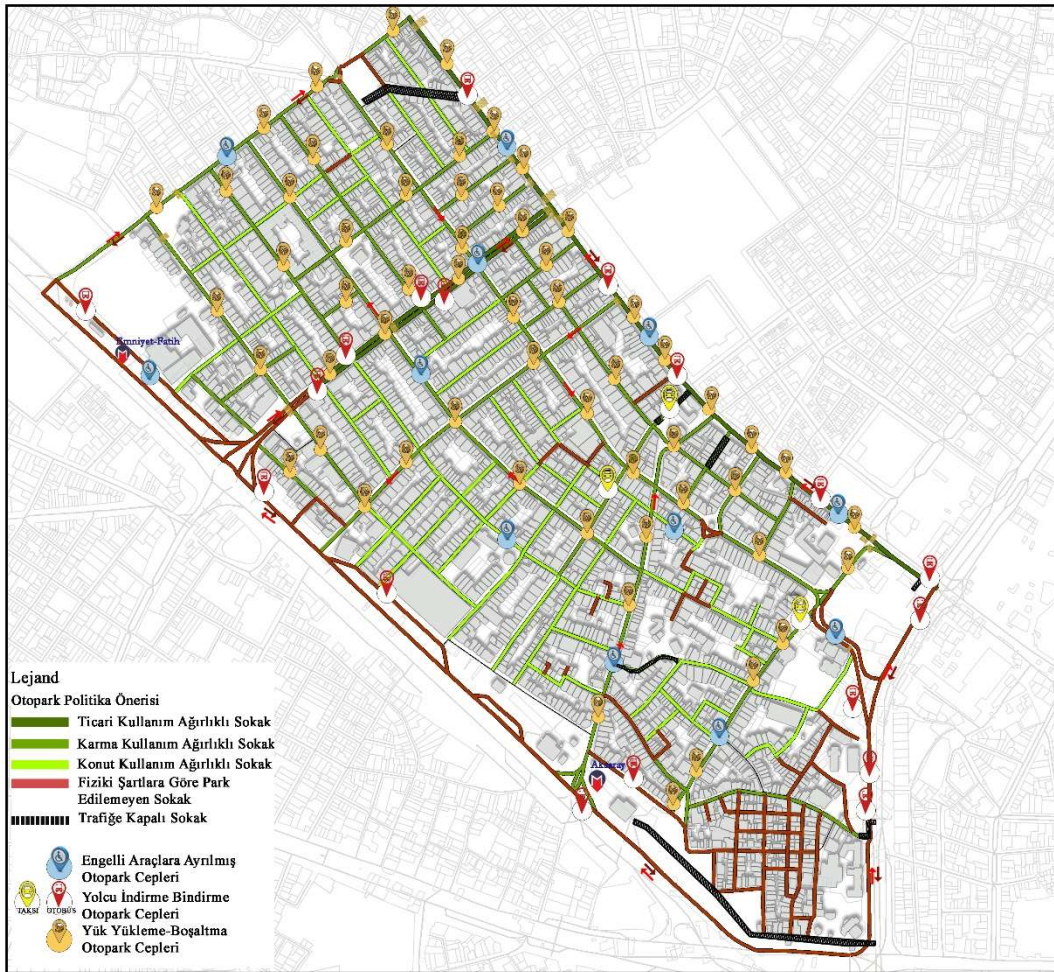 Emniyet-Fatih
Aksaray
Lejand
Otopark Politika Önerisi
Ticari Kullanım Ağırlıklı Sokak
Karma Kullanım Ağırlıklı Sokak
Konut Kullanım Ağırlıklı Sokak
Fiziki Şartlara Göre Park
Edilemeyen Sokak
Trafiğe Kapalı Sokak
Engelli Araçlara Ayrılmış
Otopark Cepleri
Yolcu İndirme Bindirme
Otopark Cepleri
TAKSİ OTOBÜS
Yük Yükleme-Boşaltma
Otopark Cepleri